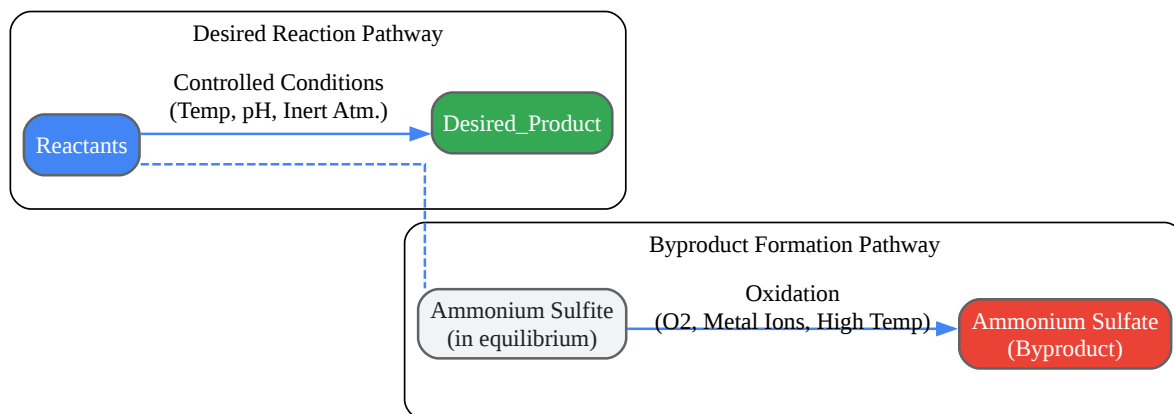 Desired Reaction Pathway
Controlled Conditions
(Temp, pH, Inert Atm.)
Reactants
Desired_Product
Byproduct Formation Pathway
Ammonium Sulfite
(in equilibrium)
Oxidation
(O2, Metal Ions, High Temp)
Ammonium Sulfate
(Byproduct)